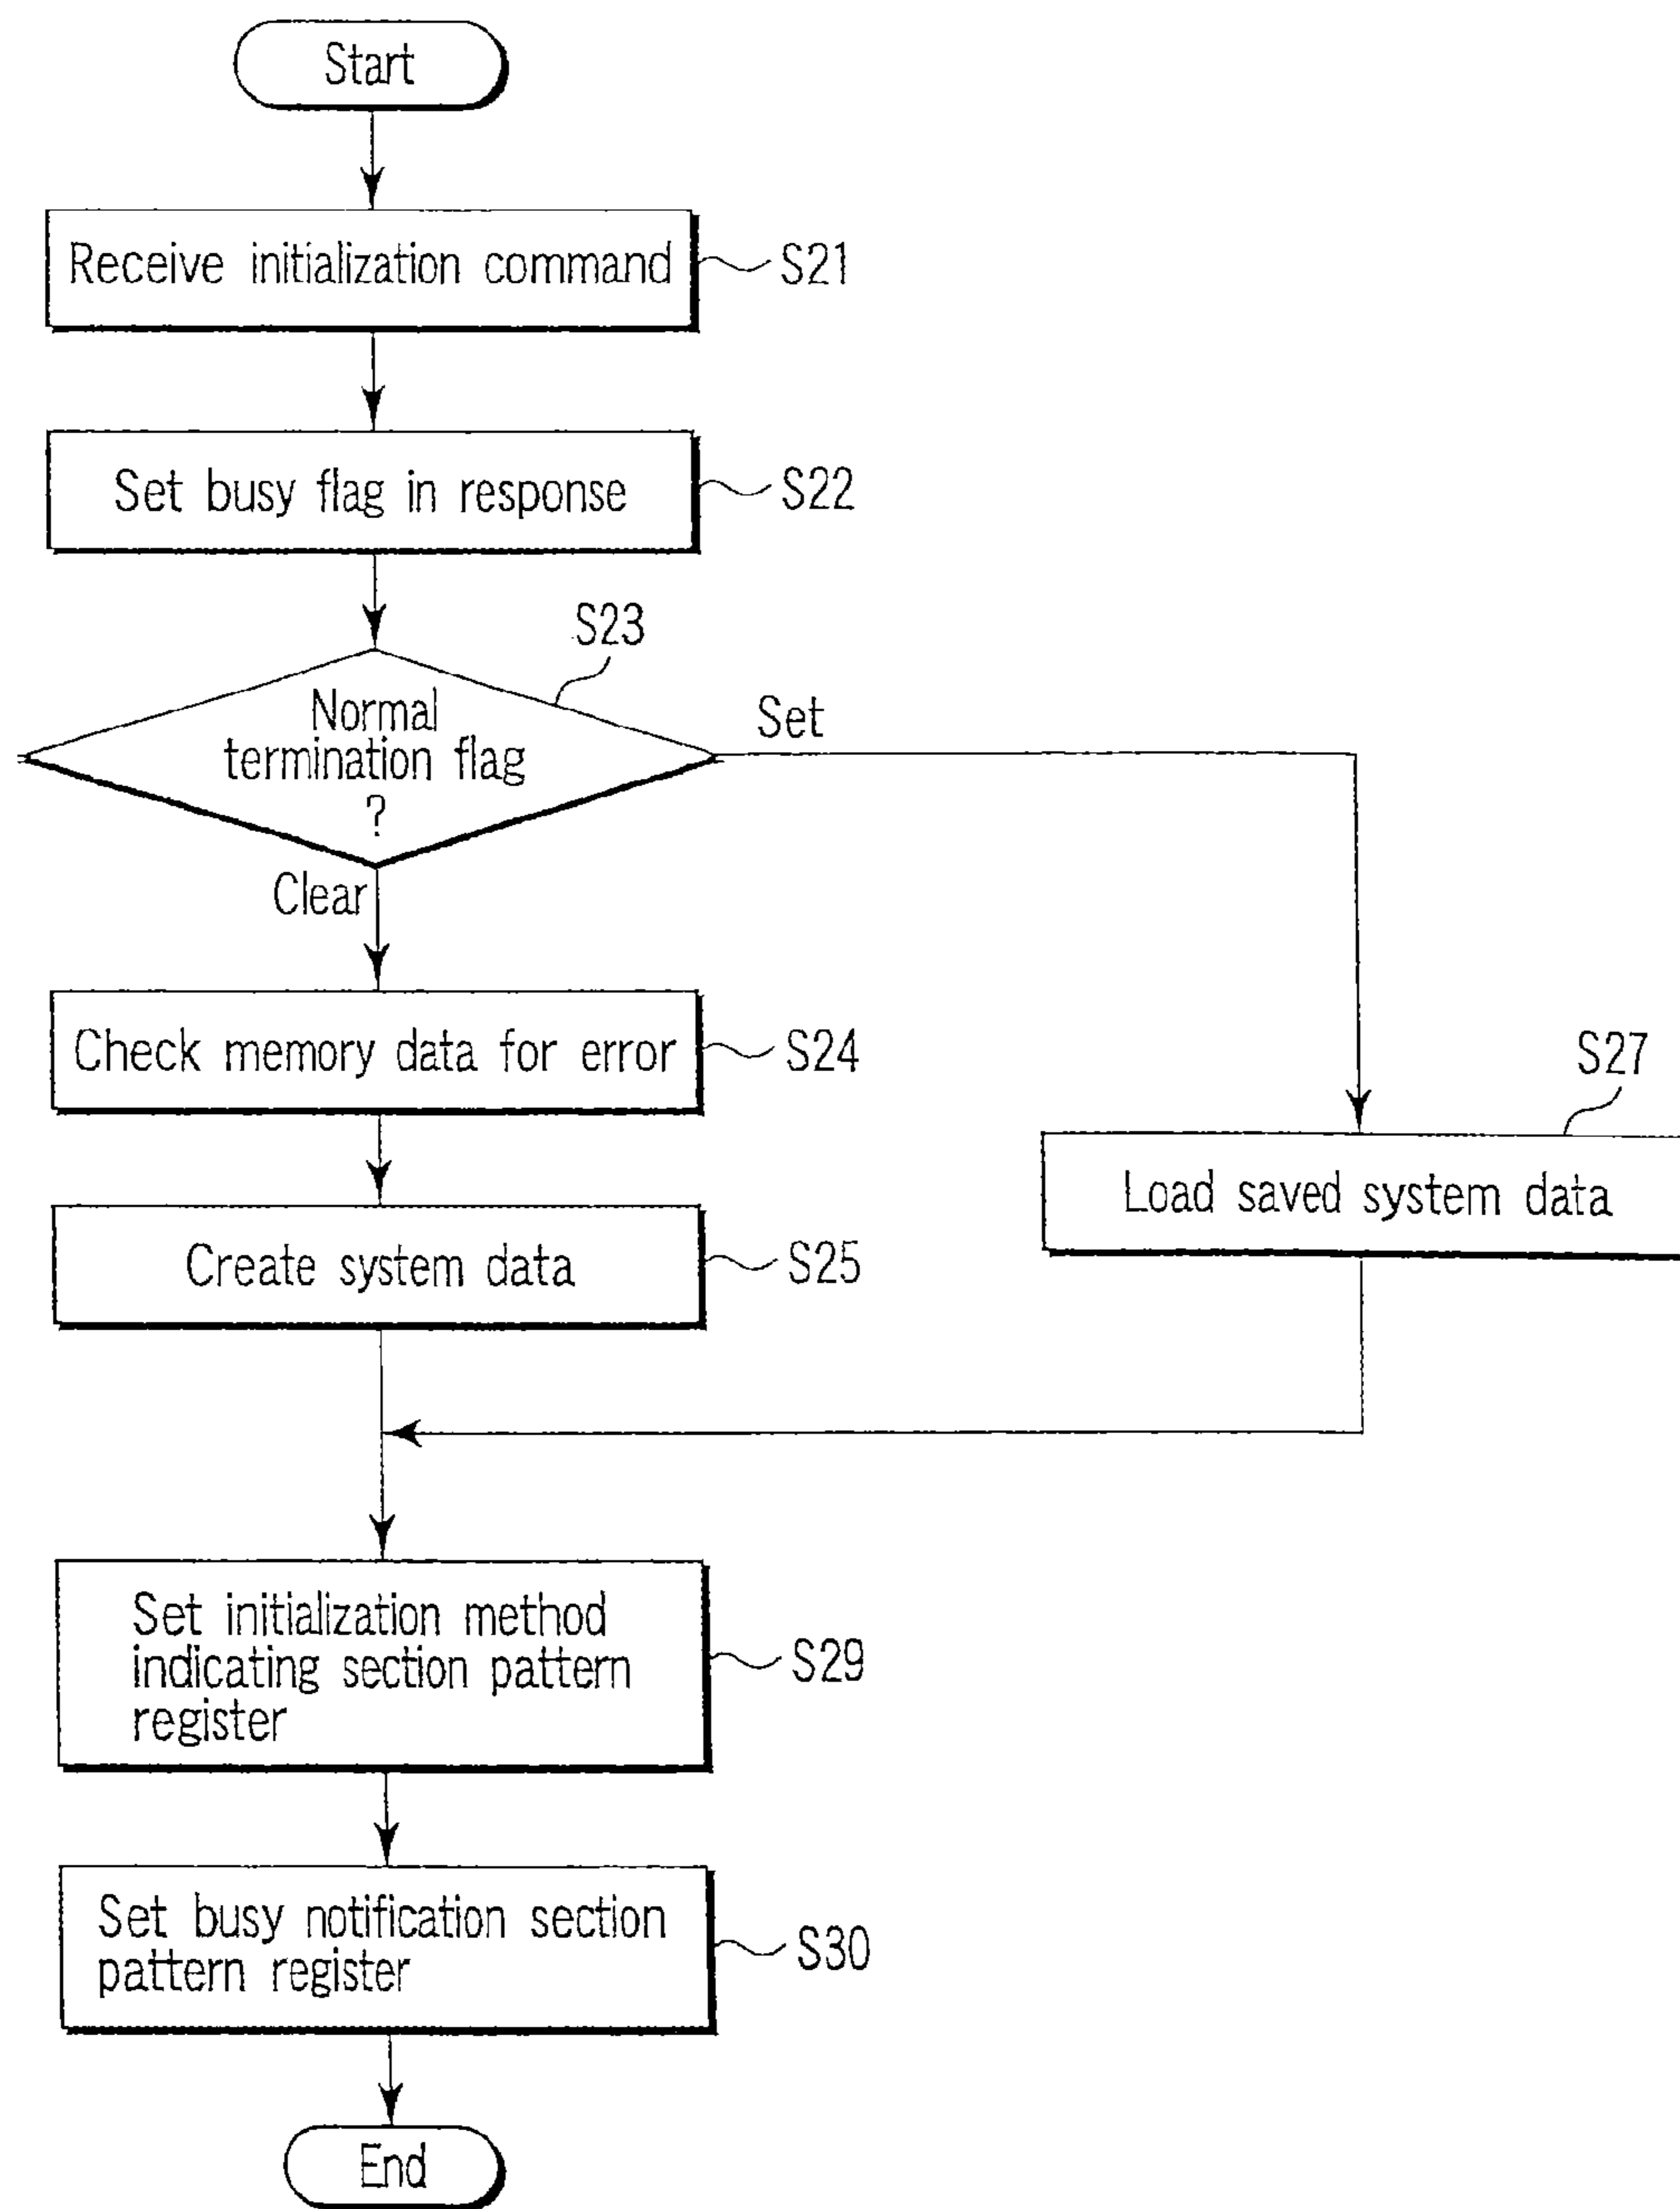 Start
Receive initialization command
S21
Set busy flag in response
S22
S23
Normal
termination flag
?
Set
Clear
Check memory data for error
S24
S27
Load saved system data
Create system data
S25
Set initialization method
indicating section pattern
register
S29
Set busy notification section
pattern register
S30
End